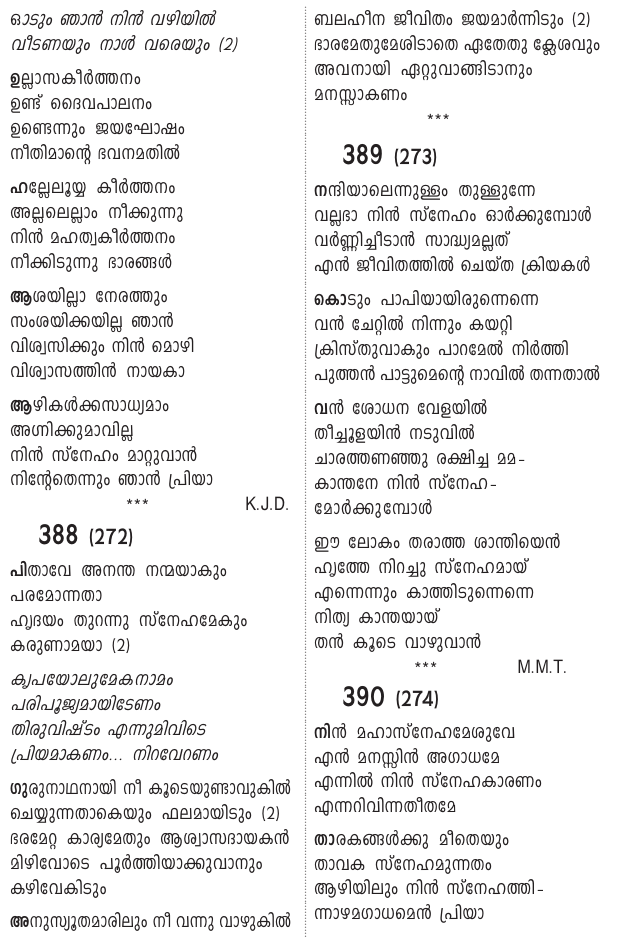 ഓടും ഞാൻ നിൻ വഴിയിൽ
വീടണയും നാൾ വരെയും (2)
ഉല്ലാസകീർത്തനം
ഉണ്ട് ദൈവപാലനം
ഉണ്ടെന്നും ജയഘോഷം
നീതിമാന്റെ ഭവനമതിൽ
ഹല്ലേലൂയ്യ കീർത്തനം
അല്ലലെല്ലാം നീക്കുന്നു
നിൻ മഹത്വകീർത്തനം
നീക്കിടുന്നു ഭാരങ്ങൾ
ആശയില്ലാ നേരത്തും
സംശയിക്കയില്ല ഞാൻ
വിശ്വസിക്കും നിൻ മൊഴി
വിശ്വാസത്തിൻ നായകാ
ആഴികൾക്കസാധ്യമാം
അഗ്നിക്കുമാവില്ല
നിൻ സ്നേഹം മാറ്റുവാൻ
നിന്റേതെന്നും ഞാൻ പ്രിയാ
*** K.J.D.
388 (272)
പിതാവേ അനന്ത നന്മയാകും
പരമോന്നതാ
ഹൃദയം തുറന്നു സ്നേഹമേകും
കരുണാമയാ (2)
കൃപയോലുമേകനാമം
പരിപൂജ്യമായിടേണം
തിരുവിഷ്ടം എന്നുമിവിടെ
പ്രിയമാകണം... നിറവേറണം
ഗുരുനാഥനായി നീ കൂടെയുണ്ടാവുകിൽ
ചെയ്യുന്നതാകെയും ഫലമായിടും (2)
ഭരമേറ്റ കാര്യമേതും ആശ്വാസദായകൻ
മിഴിവോടെ പൂർത്തിയാക്കുവാനും
കഴിവേകിടും
അനുസ്യൂതമാരിലും നീ വന്നു വാഴുകിൽ
ബലഹീന ജീവിതം ജയമാർന്നിടും (2)
ഭാരമേതുമേശിടാതെ ഏതേതു ക്ലേശവും
അവനായി ഏറ്റുവാങ്ങിടാനും
മനസ്സാകണം
***
389 (273)
നന്ദിയാലെന്നുള്ളം തുള്ളുന്നേ
വല്ലഭാ നിൻ സ്നേഹം ഓർക്കുമ്പോൾ
വർണ്ണിച്ചീടാൻ സാദ്ധ്യമല്ലത്
എൻ ജീവിതത്തിൽ ചെയ്ത ക്രിയകൾ
കൊടും പാപിയായിരുന്നെന്നെ
വൻ ചേറ്റിൽ നിന്നും കയറ്റി
ക്രിസ്തുവാകും പാറമേൽ നിർത്തി
പുത്തൻ പാട്ടുമെന്റെ നാവിൽ തന്നതാൽ
വൻ ശോധന വേളയിൽ
തീച്ചൂളയിൻ നടുവിൽ
ചാരത്തണഞ്ഞു രക്ഷിച്ച മമ-
കാന്തനേ നിൻ സ്നേഹ-
മോർക്കുമ്പോൾ
ഈ ലോകം തരാത്ത ശാന്തിയെൻ
ഹൃത്തേ നിറച്ചു സ്നേഹമായ്
എന്നെന്നും കാത്തിടുന്നെന്നെ
നിത്യ കാന്തയായ്
തൻ കൂടെ വാഴുവാൻ
*** M.M.T.
390 (274)
നിൻ മഹാസ്നേഹമേശുവേ
എൻ മനസ്സിൻ അഗാധമേ
എന്നിൽ നിൻ സ്നേഹകാരണം
എന്നറിവിന്നതീതമേ
താരകങ്ങൾക്കു മീതെയും
താവക സ്നേഹമുന്നതം
ആഴിയിലും നിൻ സ്നേഹത്തി-
ന്നാഴമഗാധമെൻ പ്രിയാ